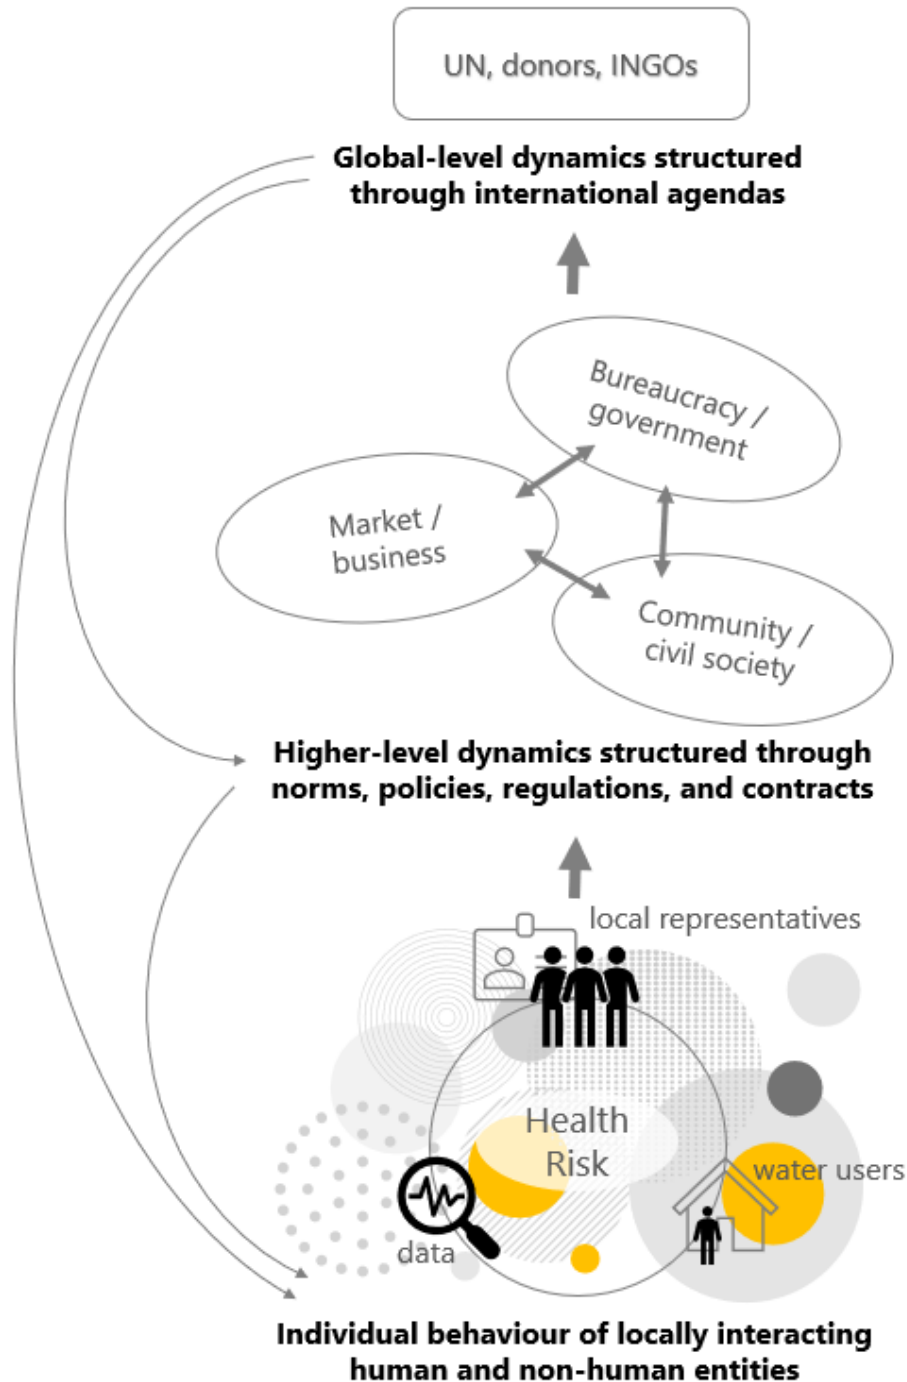 UN, donors, INGOs
Global-level dynamics structured
through international agendas
Bureaucracy /
government
Market /
business
Community /
civil society
Higher-level dynamics structured through
norms, policies, regulations, and contracts
local representatives
Health
Risk
water users
data
Individual behaviour of locally interacting
human and non-human entities